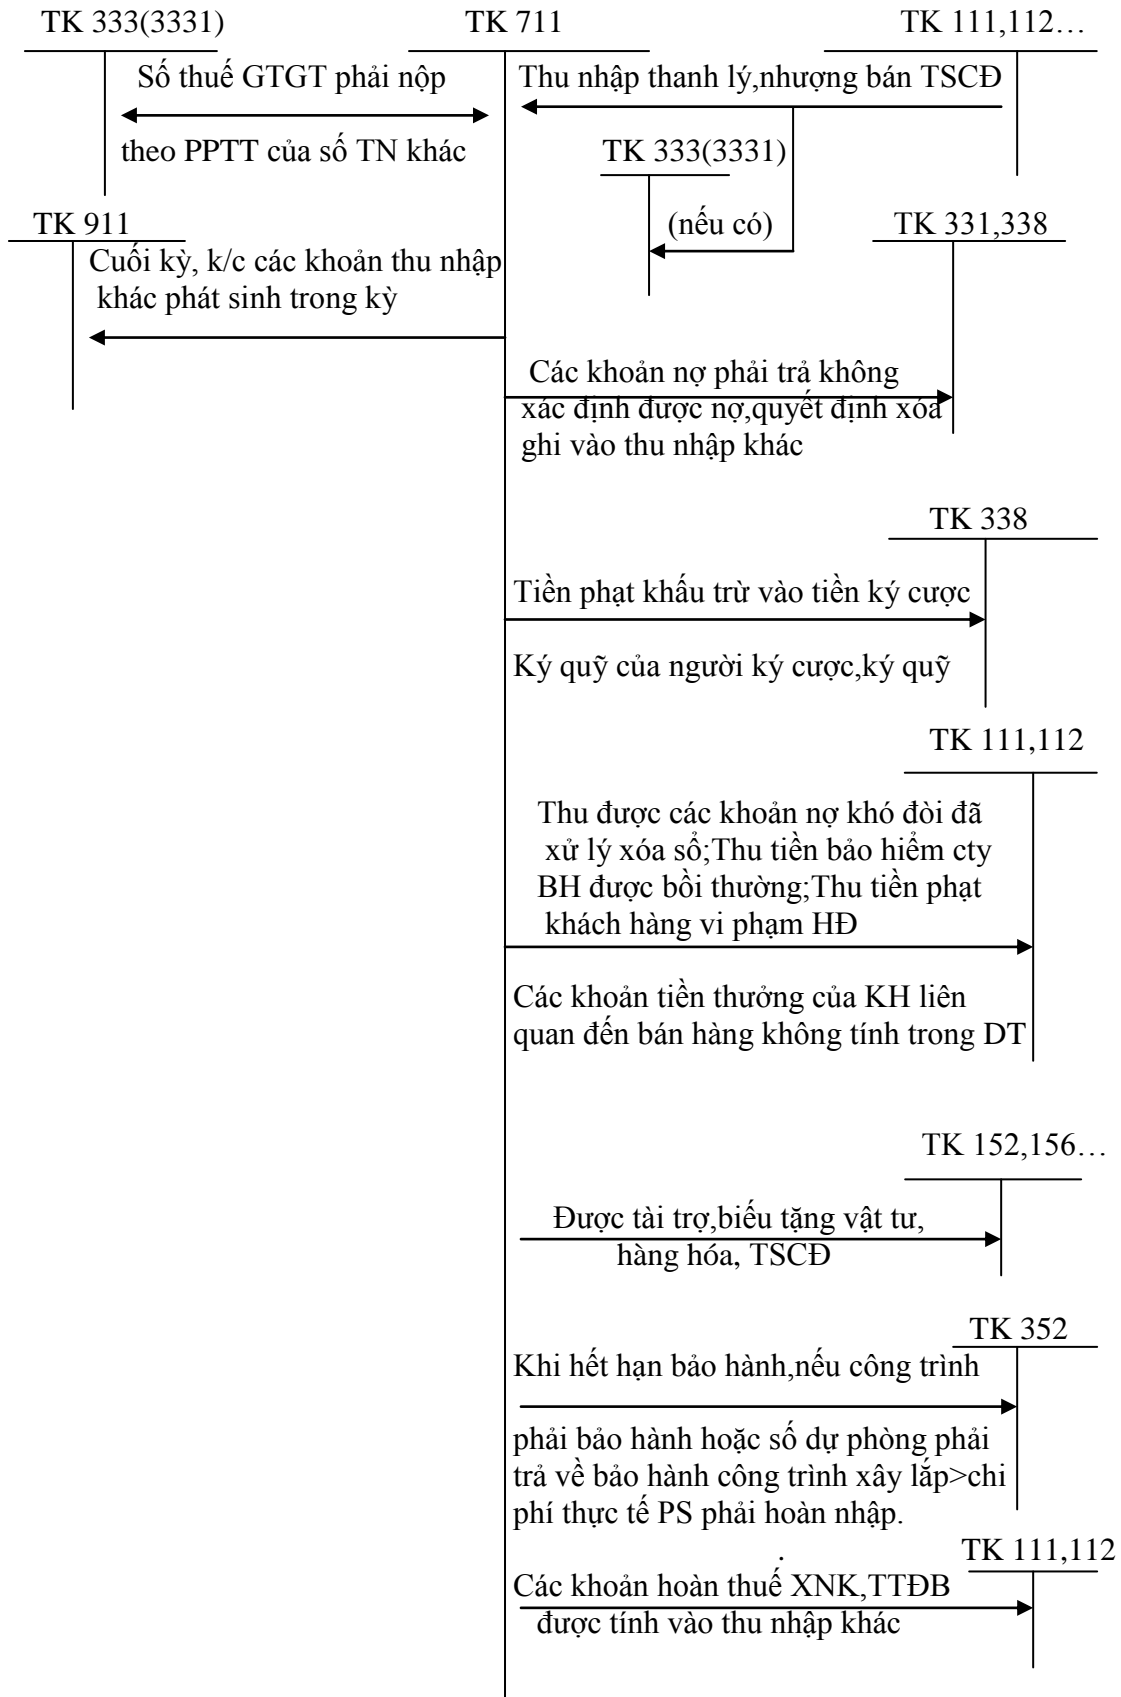 TK 333(3331)
TK 711
TK 111,112…
Số thuế GTGT phải nộp
Thu nhập thanh lý,nhượng bán TSCĐ
theo PPTT của số TN khác
TK 333(3331)
TK 911
(nếu có)
TK 331,338
Cuối kỳ, k/c các khoản thu nhập
khác phát sinh trong kỳ
Các khoản nợ phải trả không
xác định được nợ,quyết định xóa
ghi vào thu nhập khác
TK 338
Tiền phạt khấu trừ vào tiền ký cược
Ký quỹ của người ký cược,ký quỹ
TK 111,112
Thu được các khoản nợ khó đòi đã
xử lý xóa sổ;Thu tiền bảo hiểm cty
BH được bồi thường;Thu tiền phạt
khách hàng vi phạm HĐ
Các khoản tiền thưởng của KH liên
quan đến bán hàng không tính trong DT
TK 152,156…
Được tài trợ,biếu tặng vật tư,
hàng hóa, TSCĐ
TK 352
Khi hết hạn bảo hành,nếu công trình
phải bảo hành hoặc số dự phòng phải
trả về bảo hành công trình xây lắp>chi
phí thực tế PS phải hoàn nhập.
.
TK 111,112
Các khoản hoàn thuế XNK,TTĐB
được tính vào thu nhập khác